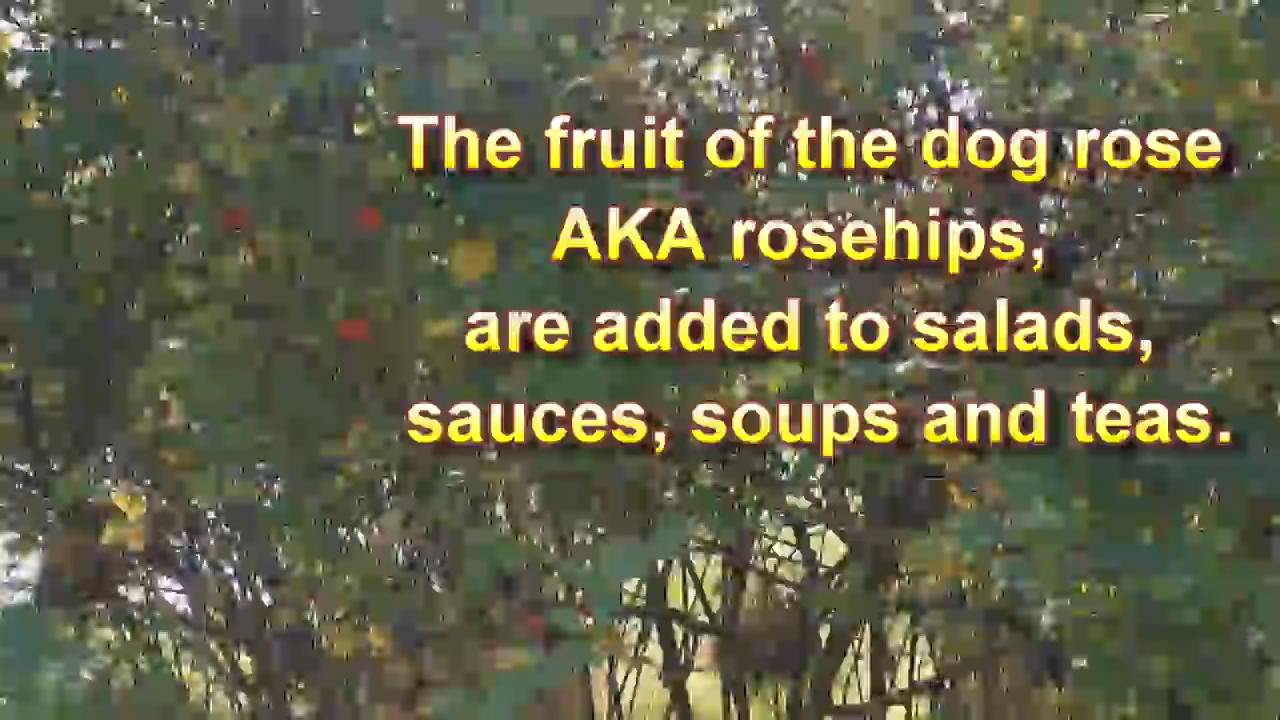 The fruit of the dog rose
AKA rosehips,
are added to salads,
sauces, soups and teas.